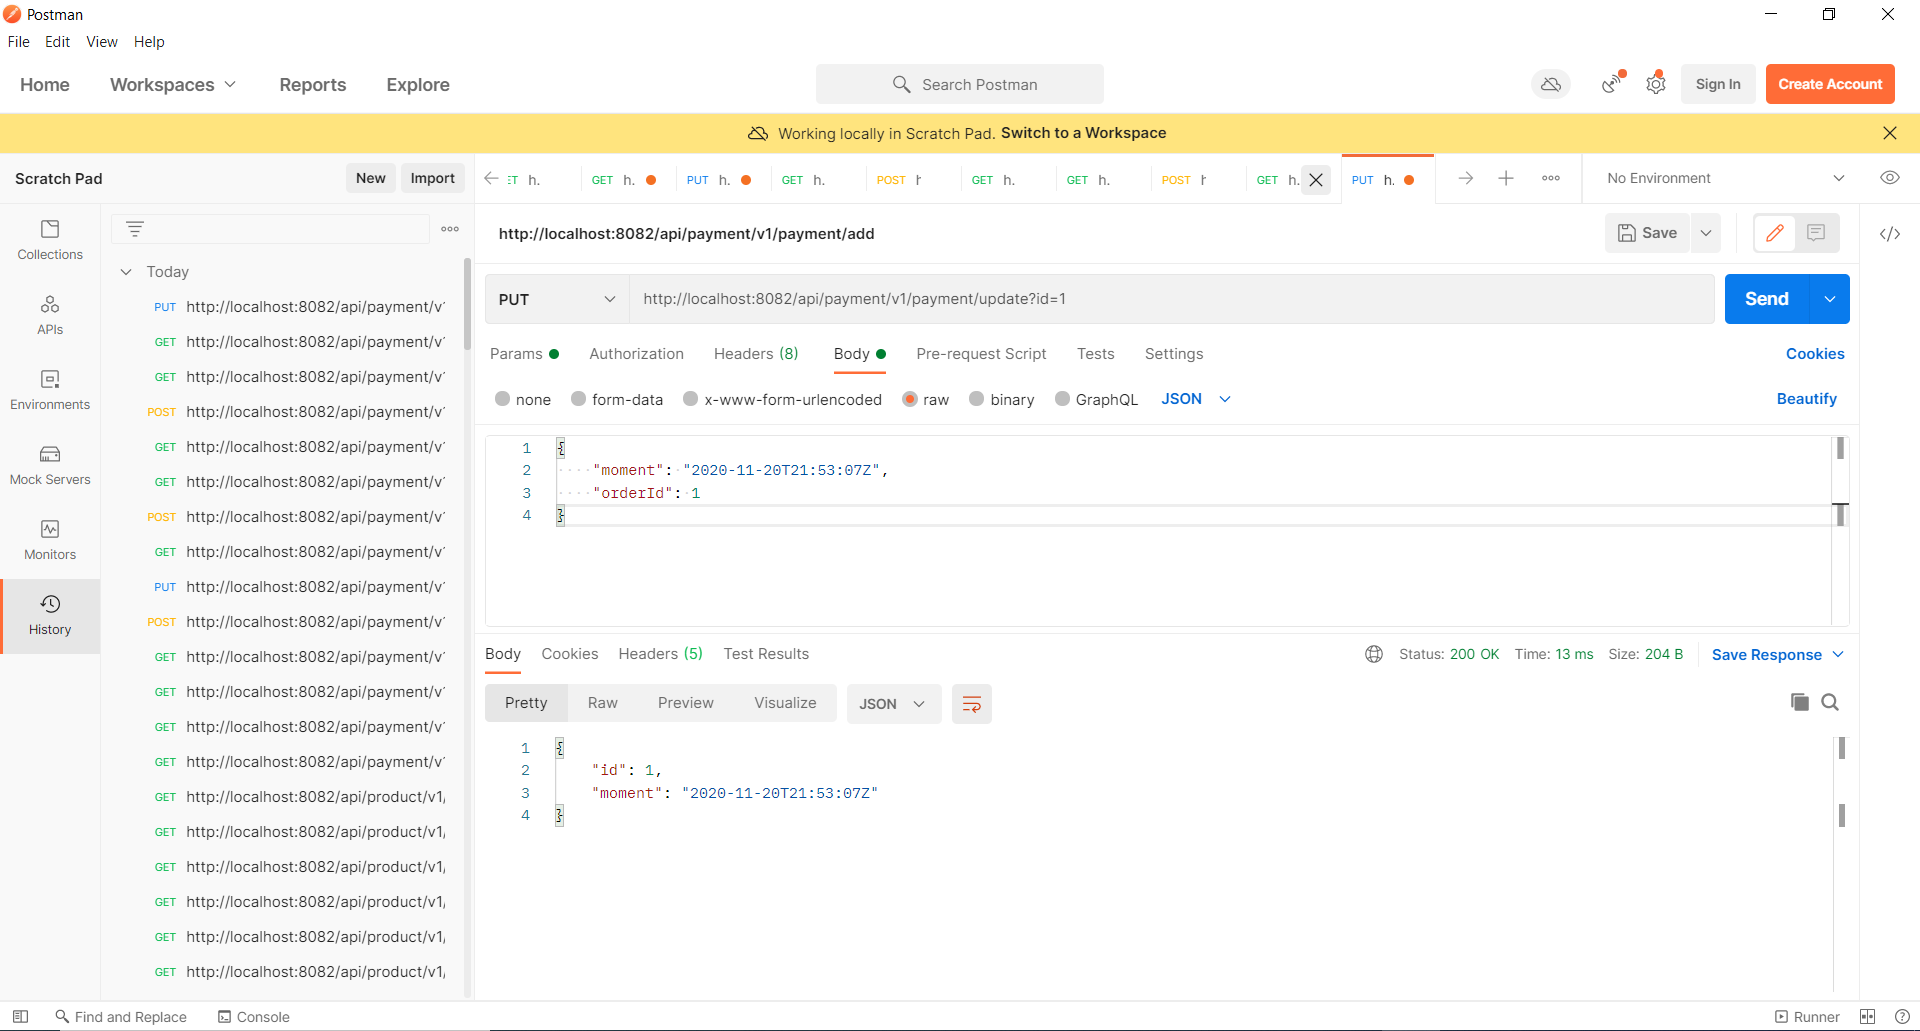 Postman
File Edit View Help
Home Workspaces Reports Explore Search Postman Sign In Create Account
Working locally in Scratch Pad. Switch to a Workspace
Scratch Pad New Import
ET h. GET h. PUT h. GET h. POST h GET h. GET h. POST h GET h. PUT h. No Environment
Collections
APIs
Environments
Mock Servers
Monitors
History
Today
PUT http://localhost:8082/api/payment/v1
GET http://localhost:8082/api/payment/v1
GET http://localhost:8082/api/payment/v1
POST http://localhost:8082/api/payment/v1
GET http://localhost:8082/api/payment/v1
GET http://localhost:8082/api/payment/v1
POST http://localhost:8082/api/payment/v1
GET http://localhost:8082/api/payment/v1
PUT http://localhost:8082/api/payment/v1
POST http://localhost:8082/api/payment/v1
GET http://localhost:8082/api/payment/v1
GET http://localhost:8082/api/payment/v1
GET http://localhost:8082/api/payment/v1
GET http://localhost:8082/api/payment/v1
GET http://localhost:8082/api/product/v1/
GET http://localhost:8082/api/product/v1/
GET http://localhost:8082/api/product/v1/
GET http://localhost:8082/api/product/v1/
GET http://localhost:8082/api/product/v1/
GET http://localhost:8082/api/product/v1/
http://localhost:8082/api/payment/v1/payment/add Save </>
PUT http://localhost:8082/api/payment/v1/payment/update?id=1 Send
Params Authorization Headers (8) Body Pre-request Script Tests Settings Cookies
none form-data x-www-form-urlencoded raw binary GraphQL JSON Beautify
1 {
2 "moment": "2020-11-20T21:53:07Z",
3 "orderId": 1
4 }
Body Cookies Headers (5) Test Results Status: 200 OK Time: 13 ms Size: 204 B Save Response
Pretty Raw Preview Visualize JSON
1 {
2 "id": 1,
3 "moment": "2020-11-20T21:53:07Z"
4 }
Find and Replace Console Runner